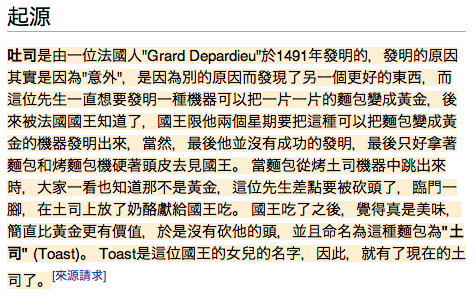 起源
吐司是由一位法國人"Grard Depardieu"於1491年發明的，發明的原因
其實是因為"意外"，是因為別的原因而發現了另一個更好的東西，而
這位先生一直想要發明一種機器可以把一片一片的麵包變成黃金，後
來被法國國王知道了，國王限他兩個星期要把這種可以把麵包變成黃
金的機器發明出來，當然，最後他並沒有成功的發明，最後只好拿著
麵包和烤麵包機硬著頭皮去見國王。 當麵包從烤土司機器中跳出來
時，大家一看也知道那不是黃金，這位先生差點要被砍頭了，臨門一
腳，在土司上放了奶酪獻給國王吃。 國王吃了之後，覺得真是美味，
簡直比黃金更有價值，於是沒有砍他的頭，並且命名為這種麵包為"土
司" (Toast)。 Toast是這位國王的女兒的名字，因此，就有了現在的土
司了。[來源請求]